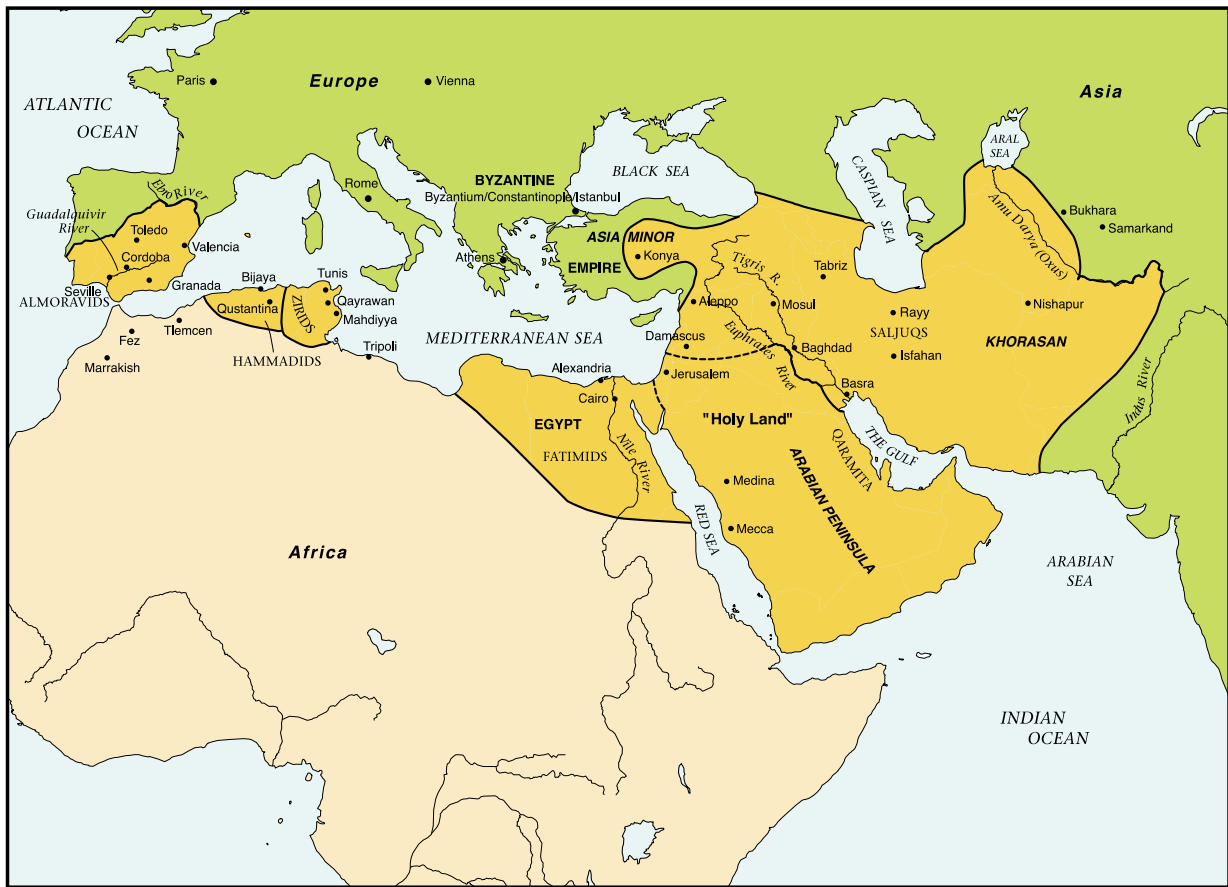 Paris
Europe
Vienna
Asia
ATLANTIC
OCEAN
ARAL
SEA
BLACK SEA
CASPIAN SEA
Ebro River
Rome
BYZANTINE
Byzantium/Constantinople/Istanbul
Amu Darya (Oxus)
Bukhara
Samarkand
Guadalquivir
River
Toledo
Valencia
Cordoba
Seville
Granada
ALMORAVIDS
ASIA MINOR
Konya
EMPIRE
Athens
Tigris R.
Tabriz
Bijaya
Tunis
Qustantina
ZIRIDS
Qayrawan
Mahdiyya
Aleppo
Mosul
Rayy
SALJUQS
Nishapur
KHORASAN
Fez
Tlemcen
HAMMADIDS
Tripoli
MEDITERRANEAN SEA
Damascus
Euphrates
River
Baghdad
Isfahan
Marrakish
Alexandria
Jerusalem
Basra
Indus River
Cairo
EGYPT
FATIMIDS
Nile River
"Holy Land"
THE GULF
QARAMITA
ARABIAN PENINSULA
Medina
Mecca
RED SEA
Africa
ARABIAN
SEA
INDIAN
OCEAN